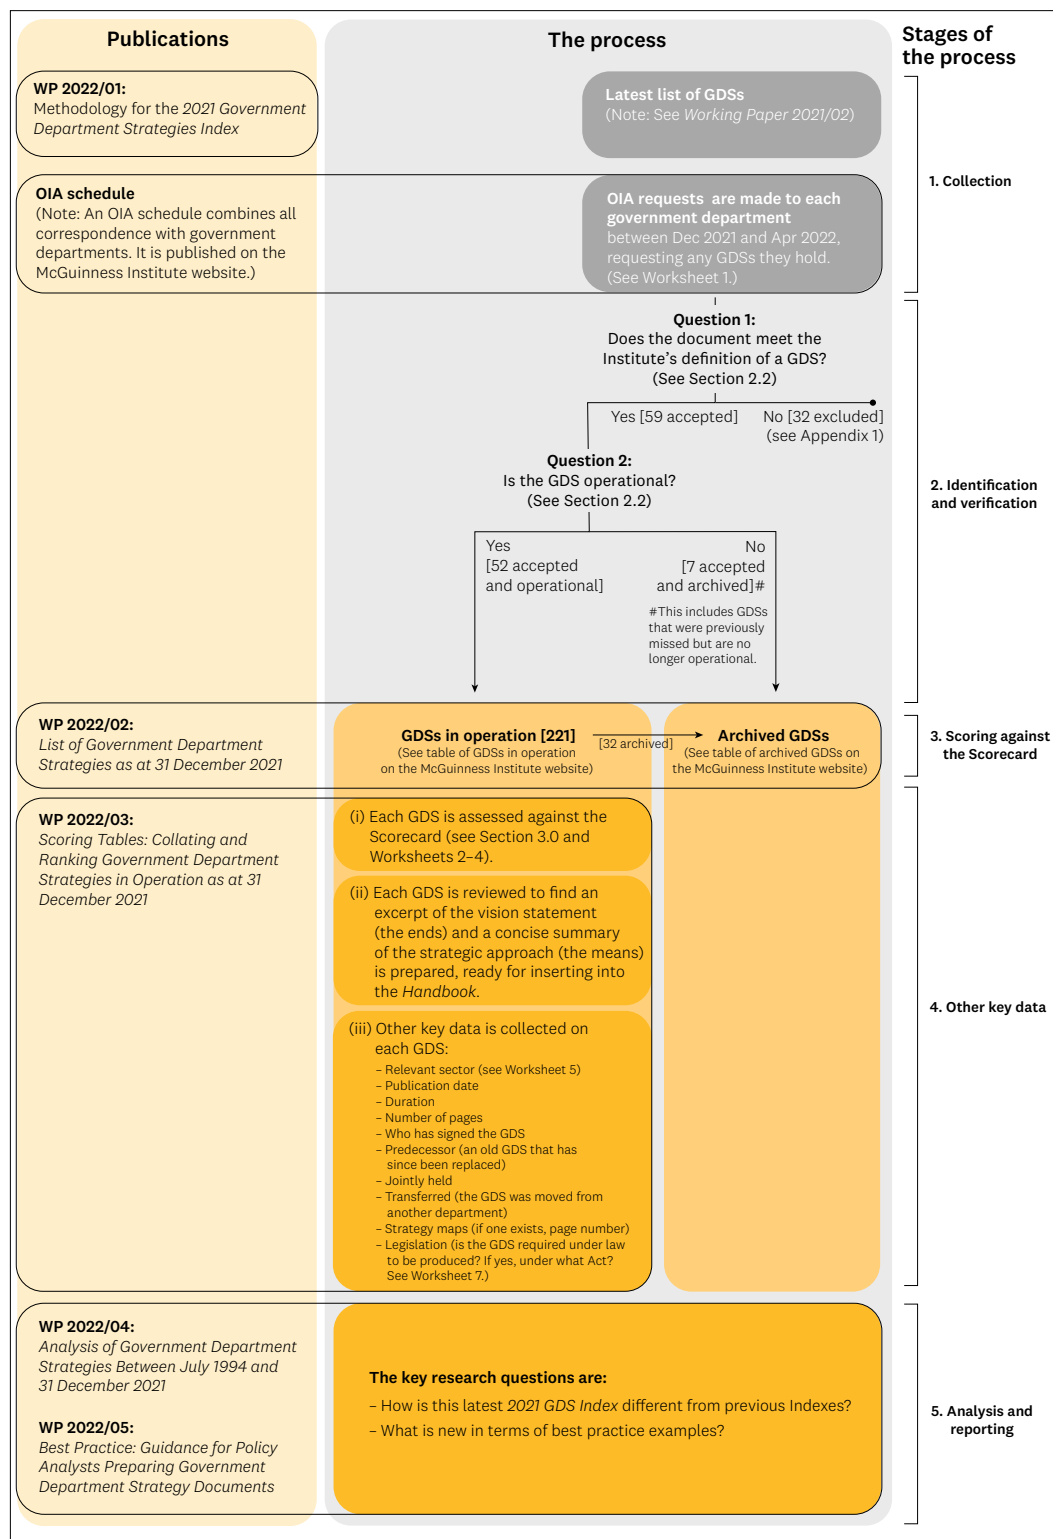 Publications
The process
Stages of
the process
WP 2022/01:
Methodology for the 2021 Government
Department Strategies Index
Latest list of GDSs
(Note: See Working Paper 2021/02)
OIA schedule
(Note: An OIA schedule combines all
correspondence with government
departments. It is published on the
McGuinness Institute website.)
OIA requests are made to each
government department
between Dec 2021 and Apr 2022,
requesting any GDSs they hold.
(See Worksheet 1.)
1. Collection
Question 1:
Does the document meet the
Institute's definition of a GDS?
(See Section 2.2)
Yes [59 accepted]
No [32 excluded]
(see Appendix 1)
Question 2:
Is the GDS operational?
(See Section 2.2)
Yes
[52 accepted
and operational]
No
[7 accepted
and archived]#
#This includes GDSs
that were previously
missed but are no
longer operational.
2. Identification
and verification
WP 2022/02:
List of Government Department
Strategies as at 31 December 2021
GDSs in operation [221]
(See table of GDSs in operation
on the McGuinness Institute website)
[32 archived]
Archived GDSs
(See table of archived GDSs on
the McGuinness Institute website)
3. Scoring against
the Scorecard
WP 2022/03:
Scoring Tables: Collating and
Ranking Government Department
Strategies in Operation as at 31
December 2021
(i) Each GDS is assessed against the
Scorecard (see Section 3.0 and
Worksheets 2–4).
(ii) Each GDS is reviewed to find an
excerpt of the vision statement
(the ends) and a concise summary
of the strategic approach (the means)
is prepared, ready for inserting into
the Handbook.
(iii) Other key data is collected on
each GDS:
– Relevant sector (see Worksheet 5)
– Publication date
– Duration
– Number of pages
– Who has signed the GDS
– Predecessor (an old GDS that has
since been replaced)
– Jointly held
– Transferred (the GDS was moved from
another department)
– Strategy maps (if one exists, page number)
– Legislation (is the GDS required under law
to be produced? If yes, under what Act?
See Worksheet 7.)
4. Other key data
WP 2022/04:
Analysis of Government Department
Strategies Between July 1994 and
31 December 2021
WP 2022/05:
Best Practice: Guidance for Policy
Analysts Preparing Government
Department Strategy Documents
The key research questions are:
– How is this latest 2021 GDS Index different from previous Indexes?
– What is new in terms of best practice examples?
5. Analysis and
reporting